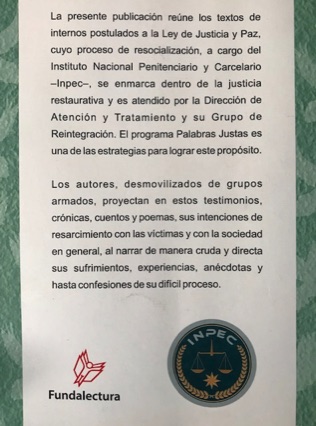 La presente publicación reúne los textos de
internos postulados a la Ley de Justicia y Paz,
cuyo proceso de resocialización, a cargo del
Instituto Nacional Penitenciario y Carcelario
–Inpec–, se enmarca dentro de la justicia
restaurativa y es atendido por la Dirección de
Atención y Tratamiento y su Grupo de
Reintegración. El programa Palabras Justas es
una de las estrategias para lograr este propósito.
Los autores, desmovilizados de grupos
armados, proyectan en estos testimonios,
crónicas, cuentos y poemas, sus intenciones de
resarcimiento con las víctimas y con la sociedad
en general, al narrar de manera cruda y directa
sus sufrimientos, experiencias, anécdotas y
hasta confesiones de su difícil proceso.
Fundalectura
INPEC